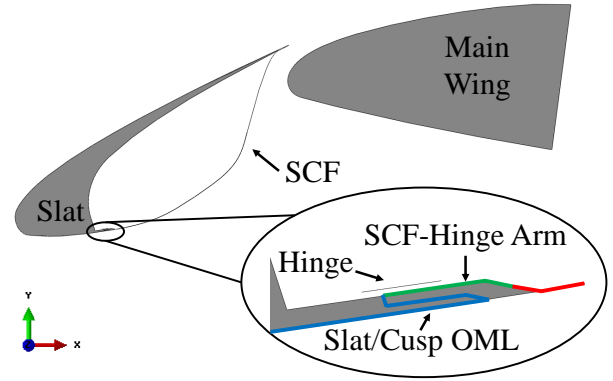 Main
Wing
SCF
Slat
SCF-Hinge Arm
Hinge
Slat/Cusp OML
Y
X